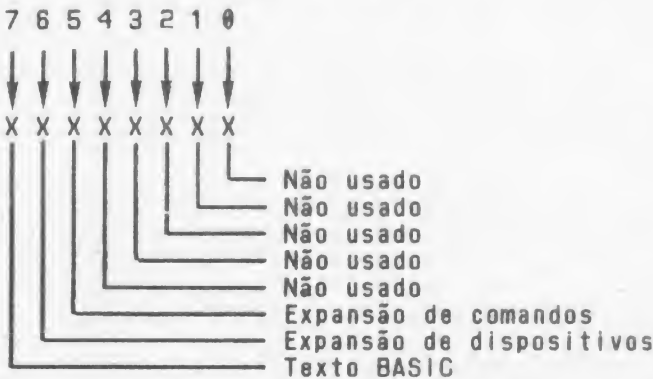 7 6 5 4 3 2 1 0
X X X X X X X X
Não usado
Não usado
Não usado
Não usado
Não usado
Expansão de comandos
Expansão de dispositivos
Texto BASIC